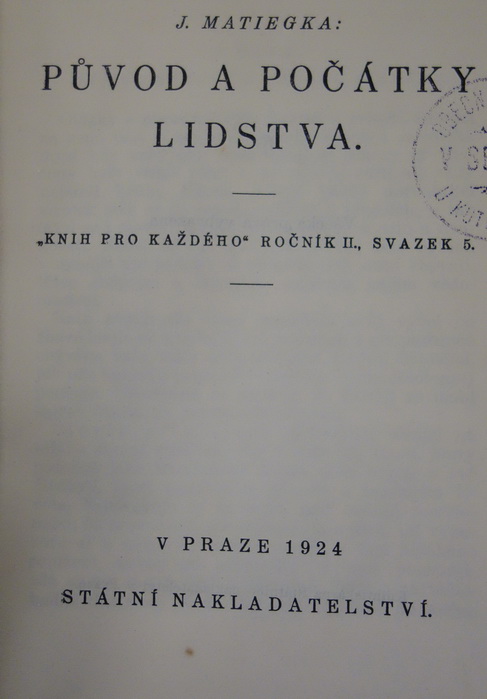 J. MATIEGKA:
PŮVOD A POČÁTKY
LIDSTVA.
„KNIH PRO KAŽDÉHO“ ROČNÍK II., SVAZEK 5.
V PRAZE 1924
STÁTNÍ NAKLADATELSTVÍ.